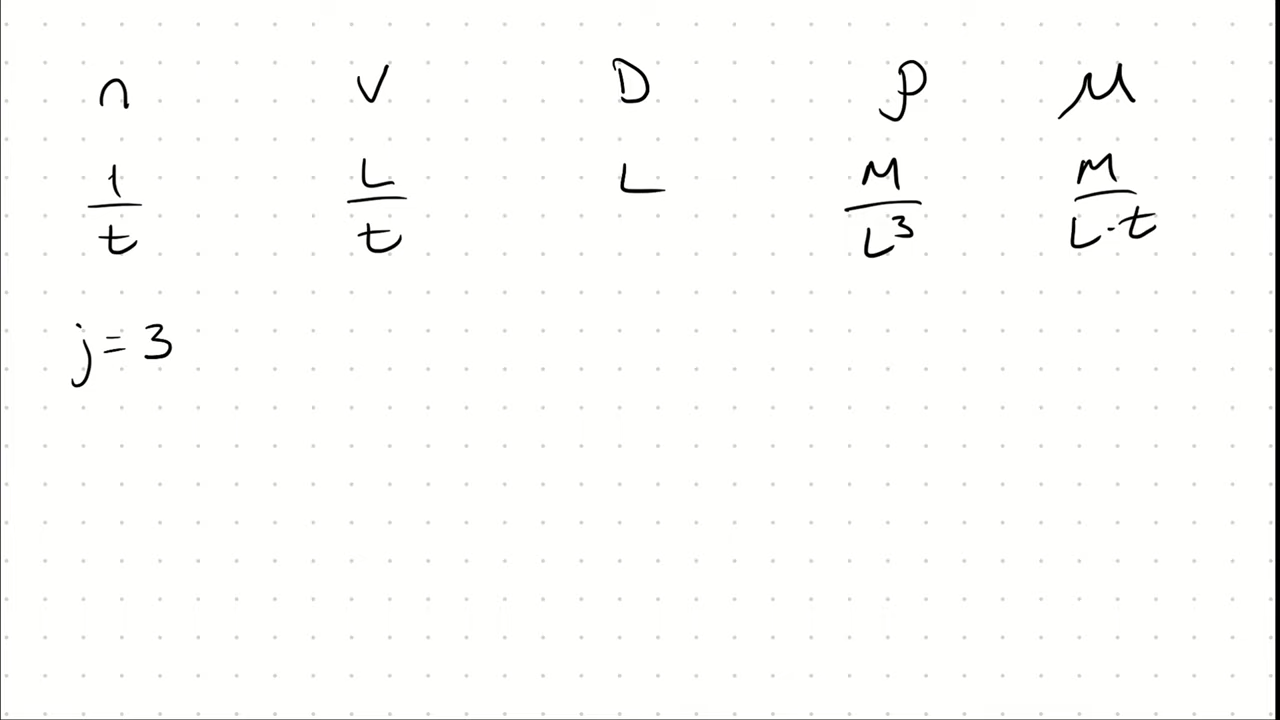 n V D ρ μ
1/t L/t L M/L³ M/L·t
j = 3